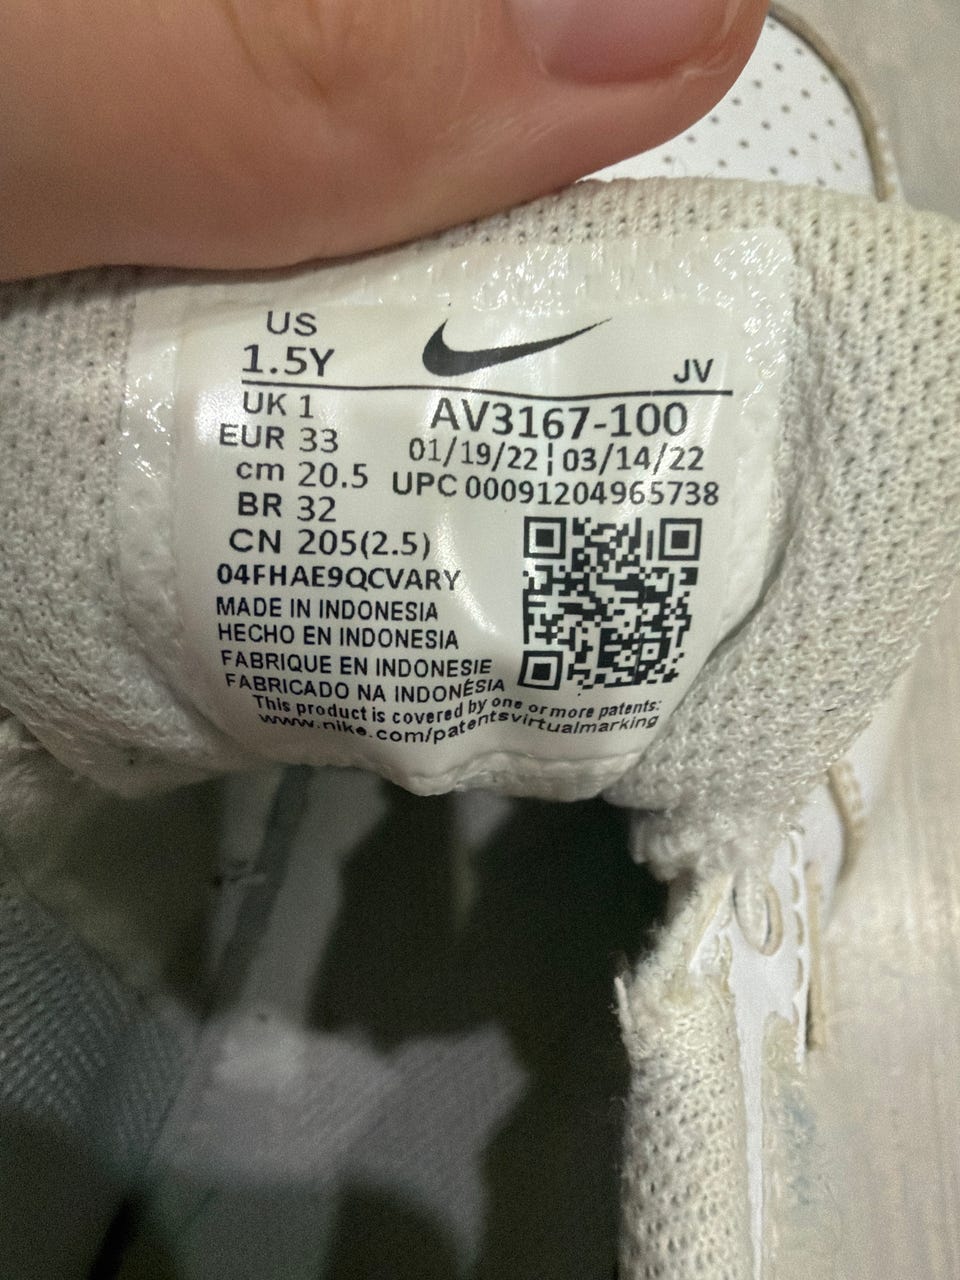 US
1.5Y
JV
UK 1
AV3167-100
EUR 33
01/19/22 ¦ 03/14/22
cm 20.5
UPC 00091204965738
BR 32
CN 205(2.5)
04FHAE9QCVARY
MADE IN INDONESIA
HECHO EN INDONESIA
FABRIQUE EN INDONESIE
FABRICADO NA INDONÉSIA
This product is covered by one or more patents:
www.nike.com/patentsvirtualmarking